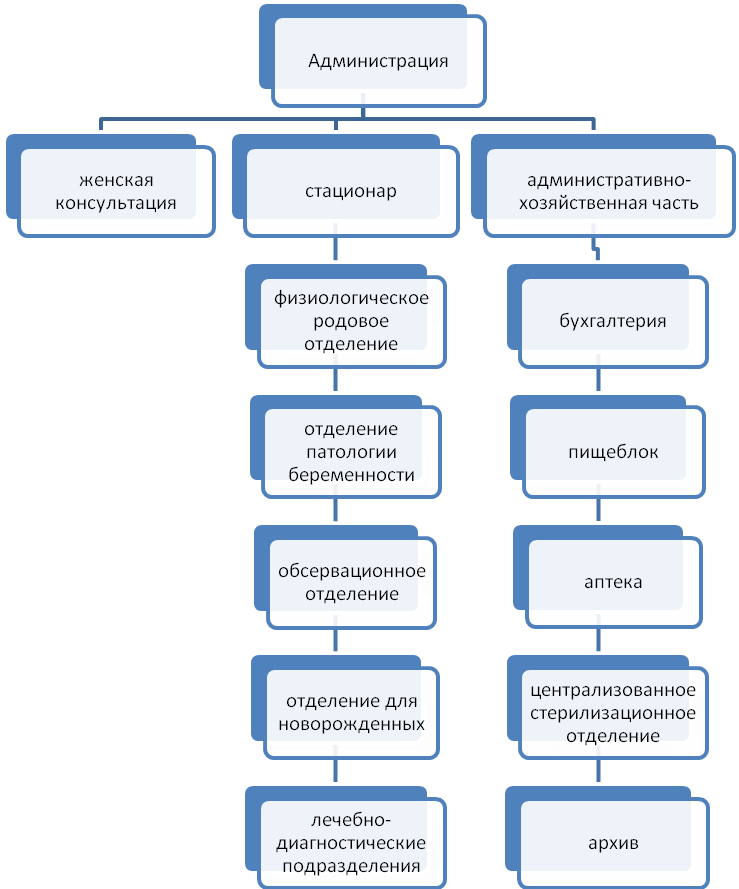 Администрация
женская
консультация
стационар
административно-
хозяйственная часть
физиологическое
родовое
отделение
бухгалтерия
отделение
патологии
беременности
пищеблок
обсервационное
отделение
аптека
отделение для
новорожденных
централизованное
стерилизационное
отделение
лечебно-
диагностические
подразделения
архив